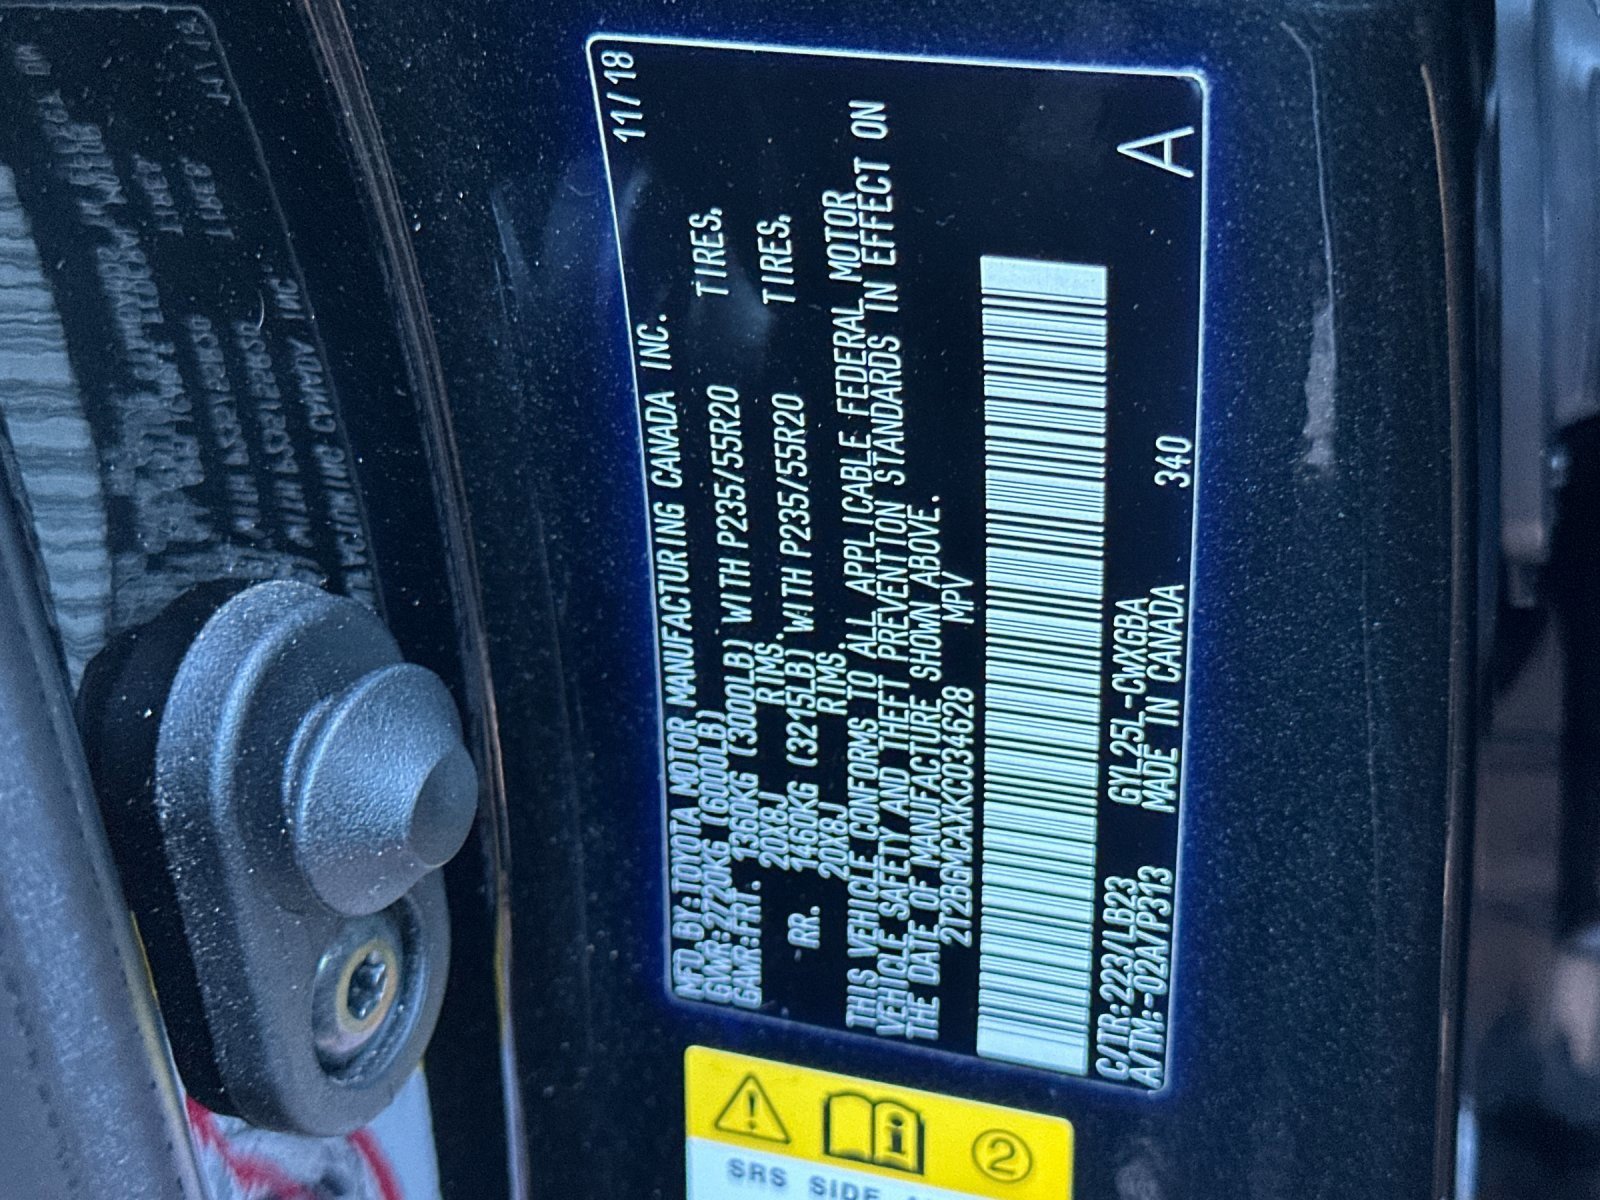 MFD.BY:TOYOTA MOTOR MANUFACTURING CANADA INC. 11/18
GVWR:2720KG (6000LB)
GAWR:FRT. 1360KG (3000LB) WITH P235/55R20 TIRES,
20X8J RIMS.
RR. 1460KG (3215LB) WITH P235/55R20 TIRES,
20X8J RIMS.
THIS VEHICLE CONFORMS TO ALL APPLICABLE FEDERAL MOTOR
VEHICLE SAFETY AND THEFT PREVENTION STANDARDS IN EFFECT ON
THE DATE OF MANUFACTURE SHOWN ABOVE.
2T2BGMCAXKC034628 MPV
C/TR:223/LB23 GYL25L-CWXGBA A
A/TM:-02A/P313 MADE IN CANADA 340
2
SRS SIDE